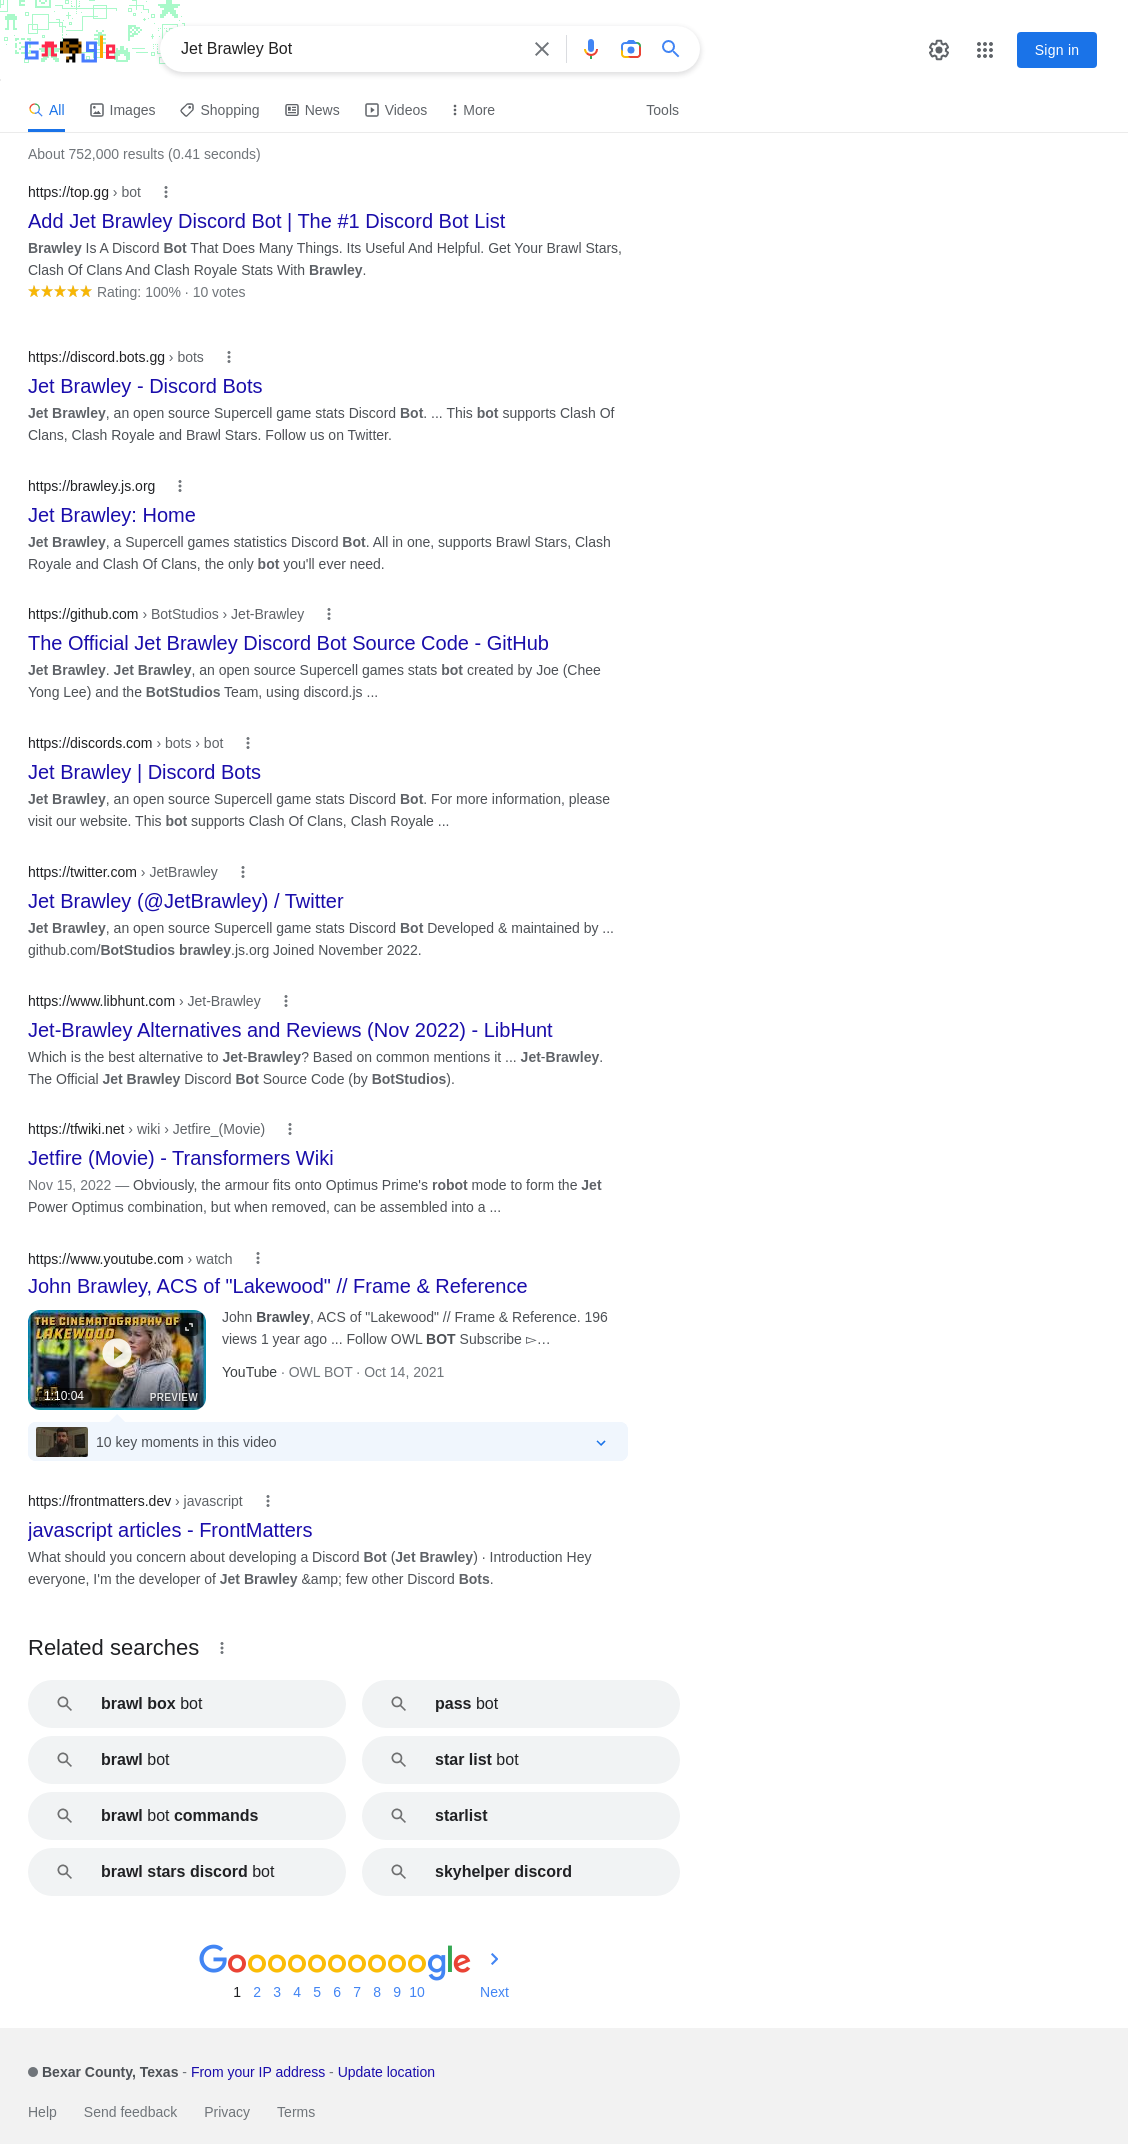 Google
Jet Brawley Bot
Sign in
All
Images
Shopping
News
Videos
More
Tools
About 752,000 results (0.41 seconds)
https://top.gg › bot
Add Jet Brawley Discord Bot | The #1 Discord Bot List
Brawley Is A Discord Bot That Does Many Things. Its Useful And Helpful. Get Your Brawl Stars,
Clash Of Clans And Clash Royale Stats With Brawley.
Rating: 100% · 10 votes
https://discord.bots.gg › bots
Jet Brawley - Discord Bots
Jet Brawley, an open source Supercell game stats Discord Bot. ... This bot supports Clash Of
Clans, Clash Royale and Brawl Stars. Follow us on Twitter.
https://brawley.js.org
Jet Brawley: Home
Jet Brawley, a Supercell games statistics Discord Bot. All in one, supports Brawl Stars, Clash
Royale and Clash Of Clans, the only bot you'll ever need.
https://github.com › BotStudios › Jet-Brawley
The Official Jet Brawley Discord Bot Source Code - GitHub
Jet Brawley. Jet Brawley, an open source Supercell games stats bot created by Joe (Chee
Yong Lee) and the BotStudios Team, using discord.js ...
https://discords.com › bots › bot
Jet Brawley | Discord Bots
Jet Brawley, an open source Supercell game stats Discord Bot. For more information, please
visit our website. This bot supports Clash Of Clans, Clash Royale ...
https://twitter.com › JetBrawley
Jet Brawley (@JetBrawley) / Twitter
Jet Brawley, an open source Supercell game stats Discord Bot Developed & maintained by ...
github.com/BotStudios brawley.js.org Joined November 2022.
https://www.libhunt.com › Jet-Brawley
Jet-Brawley Alternatives and Reviews (Nov 2022) - LibHunt
Which is the best alternative to Jet-Brawley? Based on common mentions it ... Jet-Brawley.
The Official Jet Brawley Discord Bot Source Code (by BotStudios).
https://tfwiki.net › wiki › Jetfire_(Movie)
Jetfire (Movie) - Transformers Wiki
Nov 15, 2022 — Obviously, the armour fits onto Optimus Prime's robot mode to form the Jet
Power Optimus combination, but when removed, can be assembled into a ...
https://www.youtube.com › watch
John Brawley, ACS of "Lakewood" // Frame & Reference
THE CINEMATOGRAPHY OF
LAKEWOOD
1:10:04
PREVIEW
John Brawley, ACS of "Lakewood" // Frame & Reference. 196
views 1 year ago ... Follow OWL BOT Subscribe ▻…
YouTube · OWL BOT · Oct 14, 2021
10 key moments in this video
https://frontmatters.dev › javascript
javascript articles - FrontMatters
What should you concern about developing a Discord Bot (Jet Brawley) · Introduction Hey
everyone, I'm the developer of Jet Brawley &amp; few other Discord Bots.
Related searches
brawl box bot
pass bot
brawl bot
star list bot
brawl bot commands
starlist
brawl stars discord bot
skyhelper discord
Goooooooooogle
1 2 3 4 5 6 7 8 9 10 Next
Bexar County, Texas - From your IP address - Update location
Help
Send feedback
Privacy
Terms